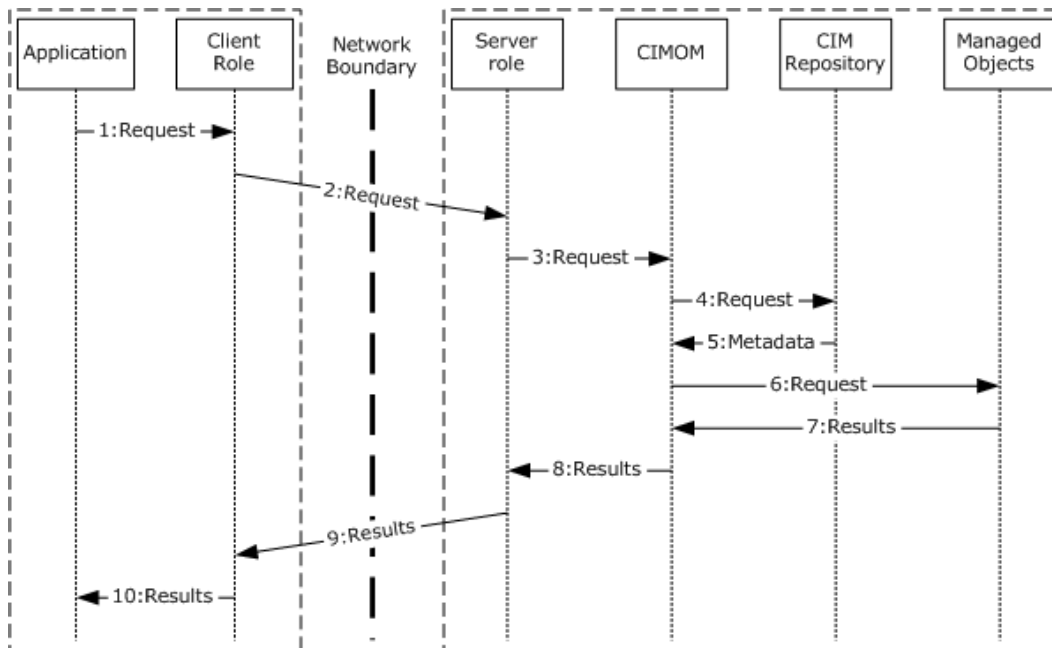 Application
Client
Role
Network
Boundary
Server
role
CIMOM
CIM
Repository
Managed
Objects
1:Request
2:Request
3:Request
4:Request
5:Metadata
6:Request
7:Results
8:Results
9:Results
10:Results